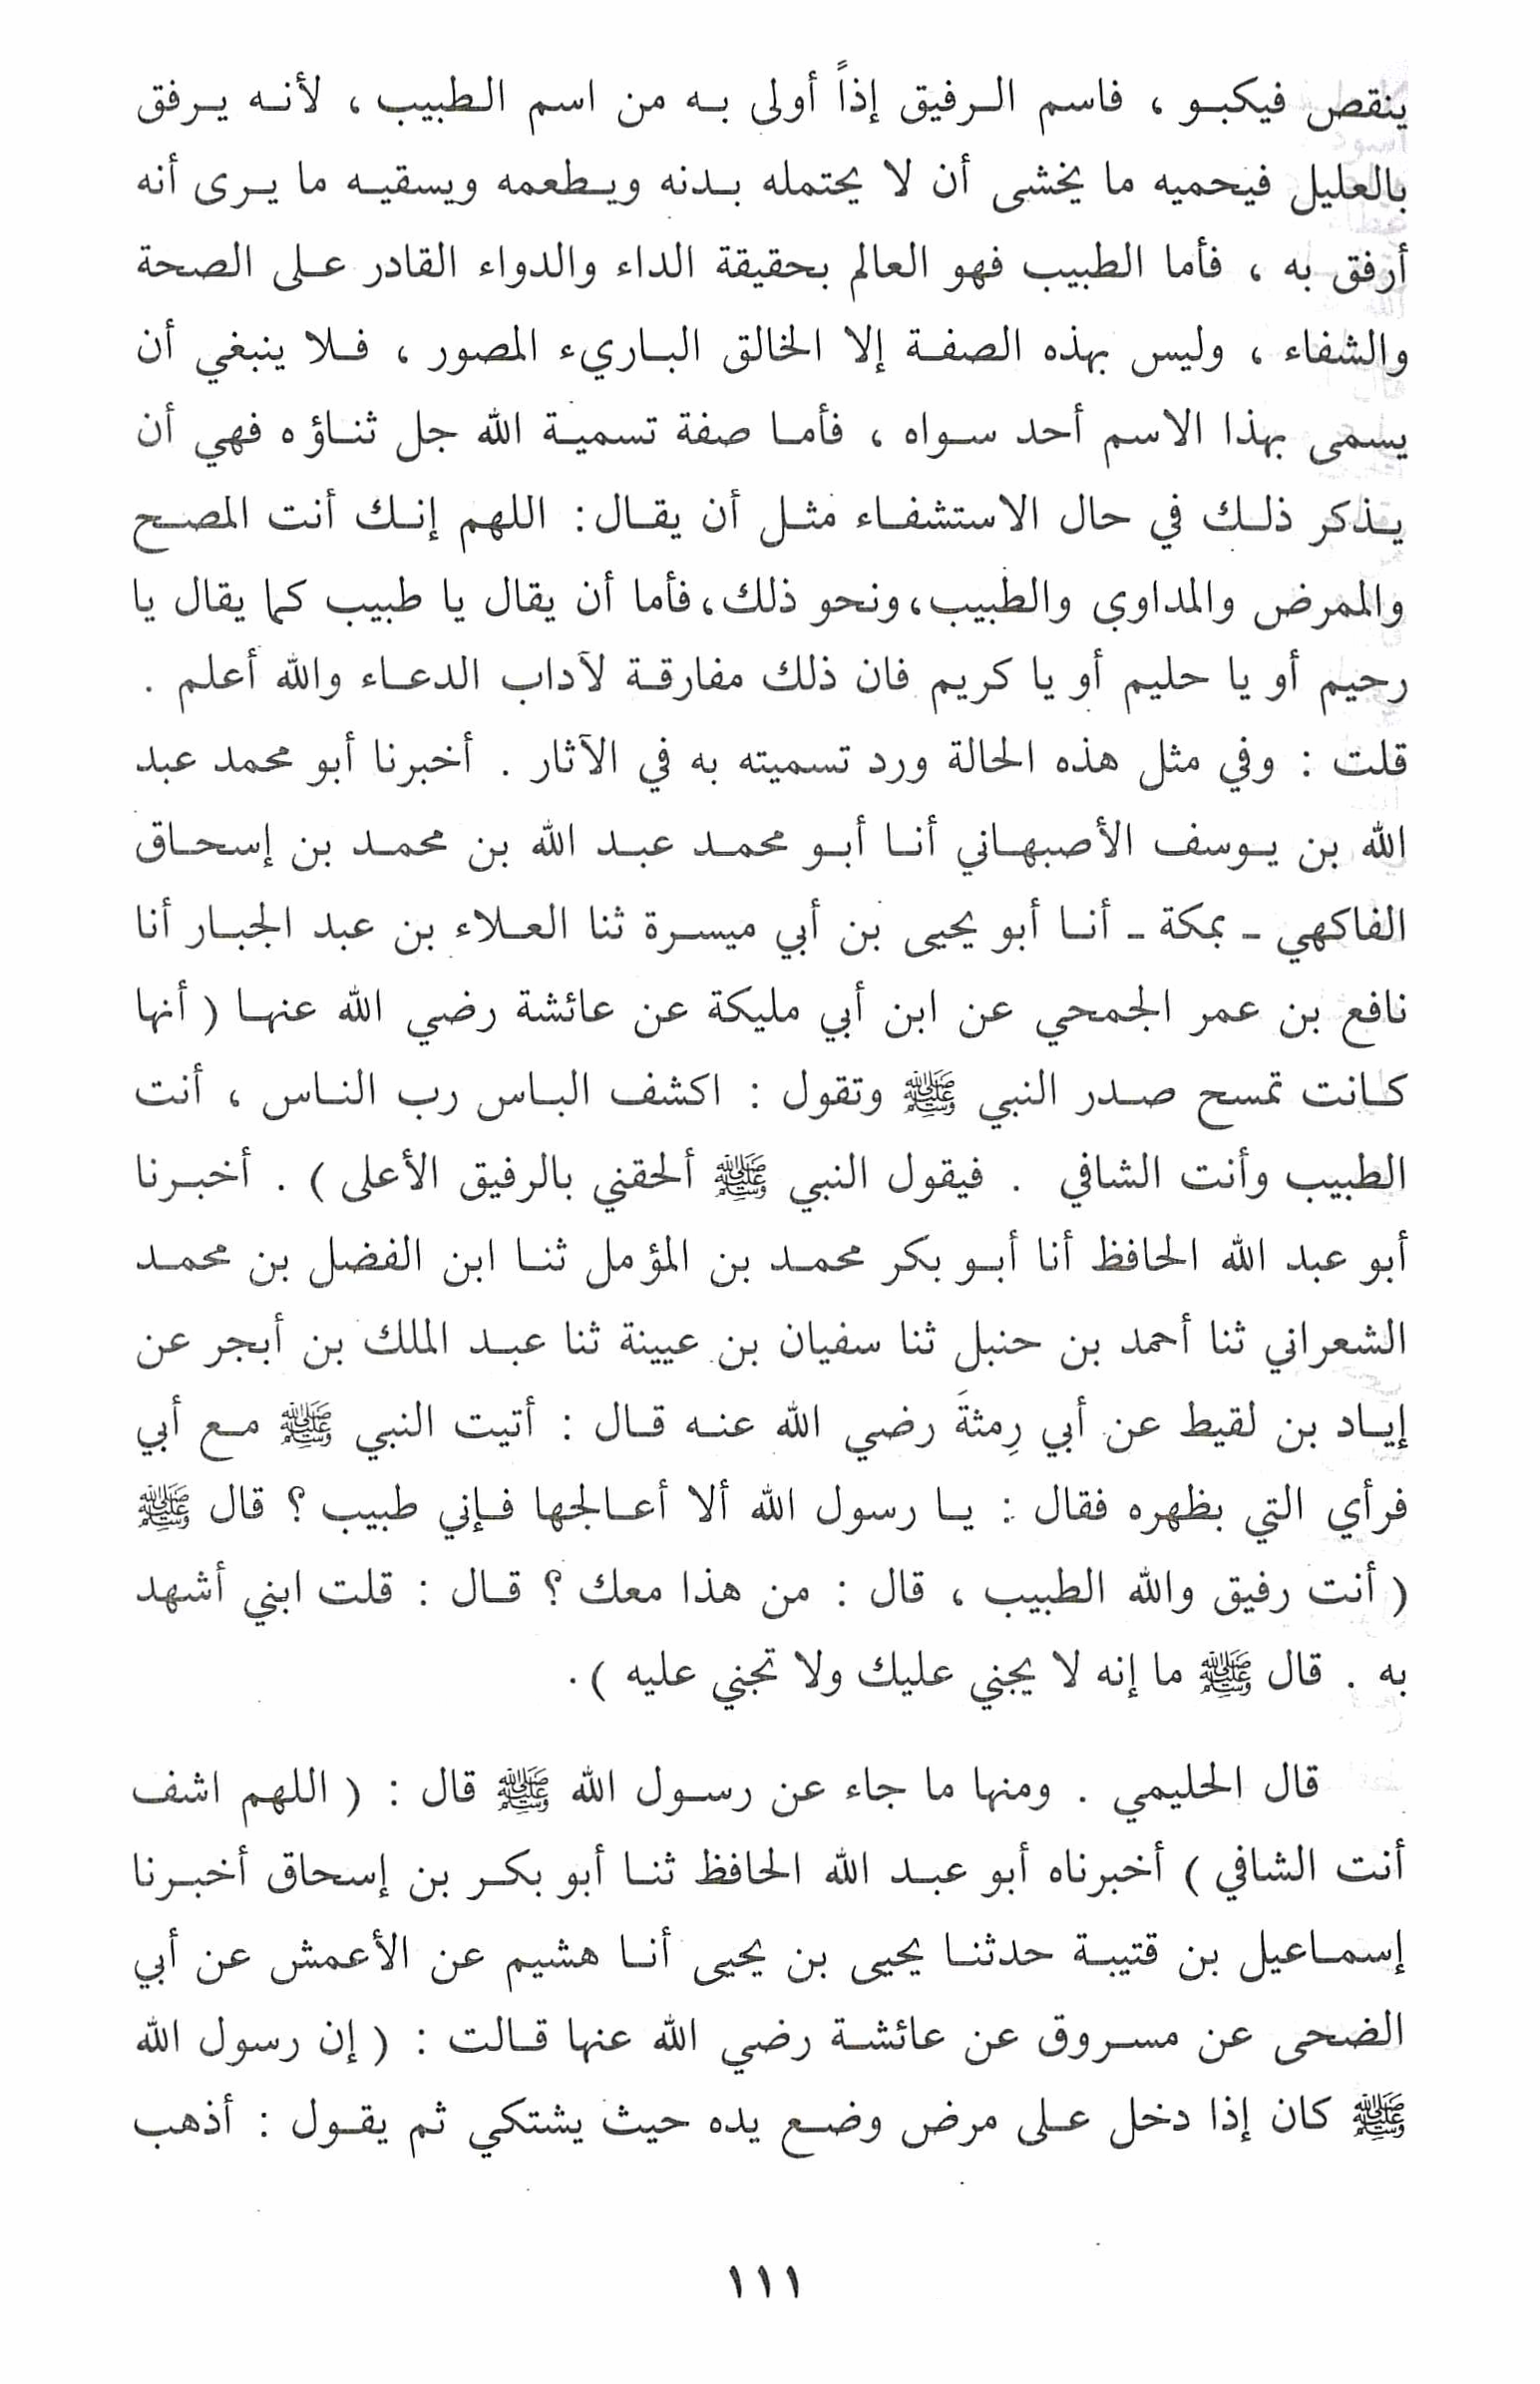 ينقص فيكبو ، فاسم الرفيق إذاً أولى به من اسم الطبيب ، لأنه يرفق
بالعليل فيحميه ما يخشى أن لا يحتمله بدنه ويطعمه ويسقيه ما يرى أنه
أرفق به ، فأما الطبيب فهو العالم بحقيقة الداء والدواء القادر على الصحة
والشفاء ، وليس بهذه الصفة إلا الخالق الباريء المصور ، فلا ينبغي أن
يسمى بهذا الاسم أحد سواه ، فأما صفة تسمية الله جل ثناؤه فهي أن
يذكر ذلك في حال الاستشفاء مثل أن يقال : اللهم إنك أنت المصح
والممرض والمداوي والطبيب ، ونحو ذلك ، فأما أن يقال يا طبيب كما يقال يا
رحيم أو يا حليم أو يا كريم فان ذلك مفارقة لآداب الدعاء والله أعلم .
قلت : وفي مثل هذه الحالة ورد تسميته به في الآثار . أخبرنا أبو محمد عبد
الله بن يوسف الأصبهاني أنا أبو محمد عبد الله بن محمد بن إسحاق
الفاكهي ـ بمكة ـ أنا أبو يحيى بن أبي ميسرة ثنا العلاء بن عبد الجبار أنا
نافع بن عمر الجمحي عن ابن أبي مليكة عن عائشة رضي الله عنها ( أنها
كانت تمسح صدر النبي ﷺ وتقول : اكشف الباس رب الناس ، أنت
الطبيب وأنت الشافي . فيقول النبي ﷺ ألحقني بالرفيق الأعلى ) . أخبرنا
أبو عبد الله الحافظ أنا أبو بكر محمد بن المؤمل ثنا ابن الفضل بن محمد
الشعراني ثنا أحمد بن حنبل ثنا سفيان بن عيينة ثنا عبد الملك بن أبجر عن
إياد بن لقيط عن أبي رِمثةَ رضي الله عنه قال : أتيت النبي ﷺ مع أبي
فرأي التي بظهره فقال : يا رسول الله ألا أعالجها فإني طبيب ؟ قال ﷺ
( أنت رفيق والله الطبيب ، قال : من هذا معك ؟ قال : قلت ابني أشهد
به . قال ﷺ ما إنه لا يجني عليك ولا تجني عليه ) .
قال الحليمي . ومنها ما جاء عن رسول الله ﷺ قال : ( اللهم اشف
أنت الشافي ) أخبرناه أبو عبد الله الحافظ ثنا أبو بكر بن إسحاق أخبرنا
إسماعيل بن قتيبة حدثنا يحيى بن يحيى أنا هشيم عن الأعمش عن أبي
الضحى عن مسروق عن عائشة رضي الله عنها قالت : ( إن رسول الله
ﷺ كان إذا دخل على مرض وضع يده حيث يشتكي ثم يقول : أذهب
١١١